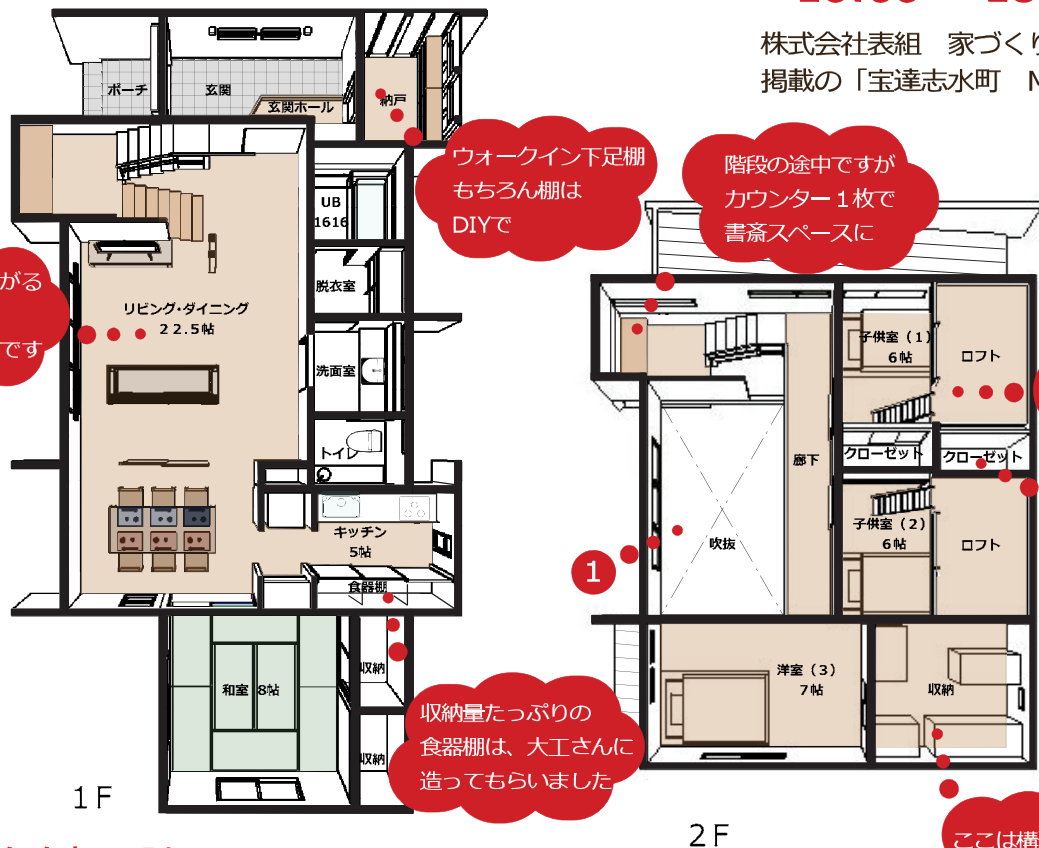 株式会社表組 家づくり
掲載の「宝達志水町
ポーチ
玄関
玄関ホール
納戸
ウォークイン下足棚
もちろん棚は
DIYで
階段の途中ですが
カウンター1枚で
書斎スペースに
がる
です
UB
1616
脱衣室
リビング・ダイニング
22.5帖
洗面室
トイレ
キッチン
5帖
食器棚
収納
和室 8帖
収納
収納量たっぷりの
食器棚は、大工さんに
造ってもらいました
1F
子供室(1)
6帖
ロフト
クローゼット
クローゼット
廊下
子供室(2)
6帖
ロフト
吹抜
1
洋室(3)
7帖
収納
2F
ここは構